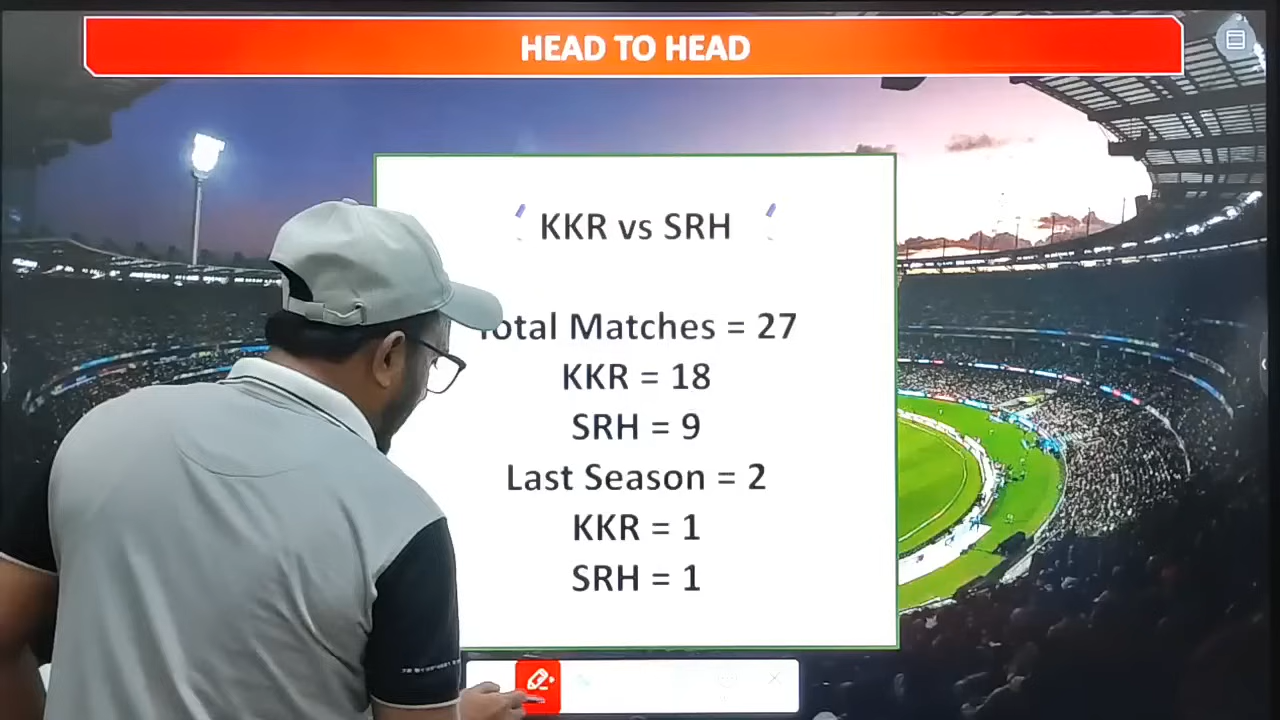 HEAD TO HEAD
KKR vs SRH
Total Matches = 27
KKR = 18
SRH = 9
Last Season = 2
KKR = 1
SRH = 1